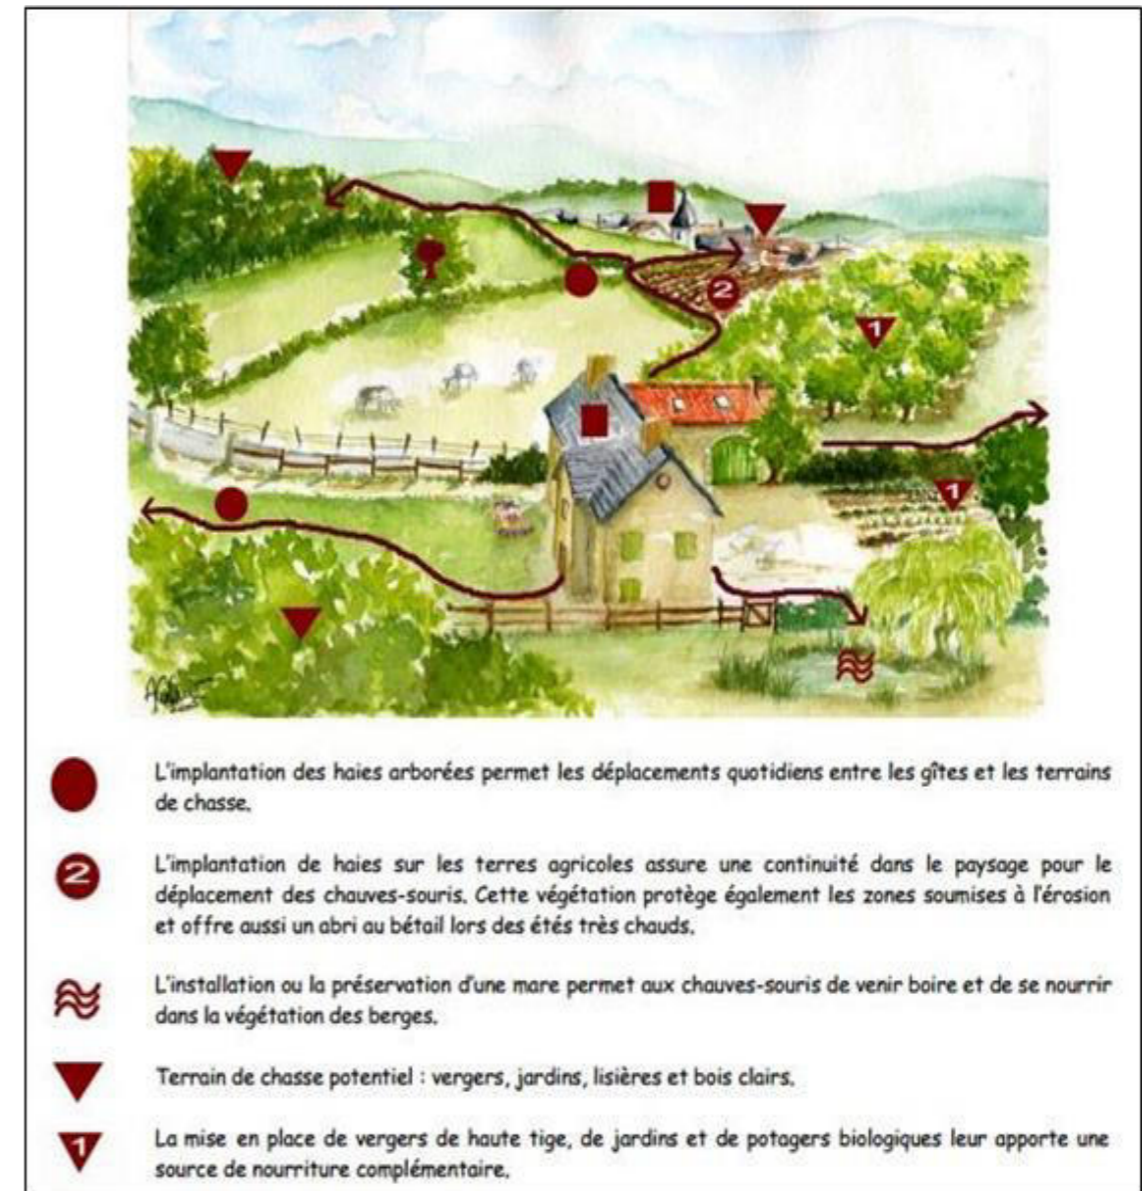 2
1
1
L'implantation des haies arborées permet les déplacements quotidiens entre les gîtes et les terrains
de chasse.
2
L'implantation de haies sur les terres agricoles assure une continuité dans le paysage pour le
déplacement des chauves-souris. Cette végétation protège également les zones soumises à l'érosion
et offre aussi un abri au bétail lors des étés très chauds.
L'installation ou la préservation d'une mare permet aux chauves-souris de venir boire et de se nourrir
dans la végétation des berges.
Terrain de chasse potentiel : vergers, jardins, lisières et bois clairs.
1
La mise en place de vergers de haute tige, de jardins et de potagers biologiques leur apporte une
source de nourriture complémentaire.